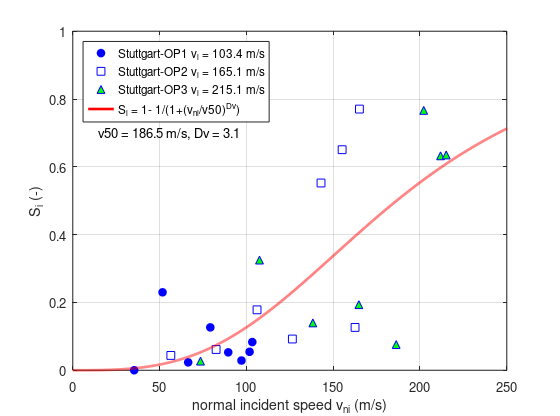 1
Stuttgart-OP1 vᵢ = 103.4 m/s
Stuttgart-OP2 vᵢ = 165.1 m/s
Stuttgart-OP3 vᵢ = 215.1 m/s
Sᵢ = 1- 1/(1+(vₙᵢ/v50)ᴰᵛ)
v50 = 186.5 m/s, Dv = 3.1
0.8
0.6
Sᵢ (-)
0.4
0.2
0
0 50 100 150 200 250
normal incident speed vₙᵢ (m/s)